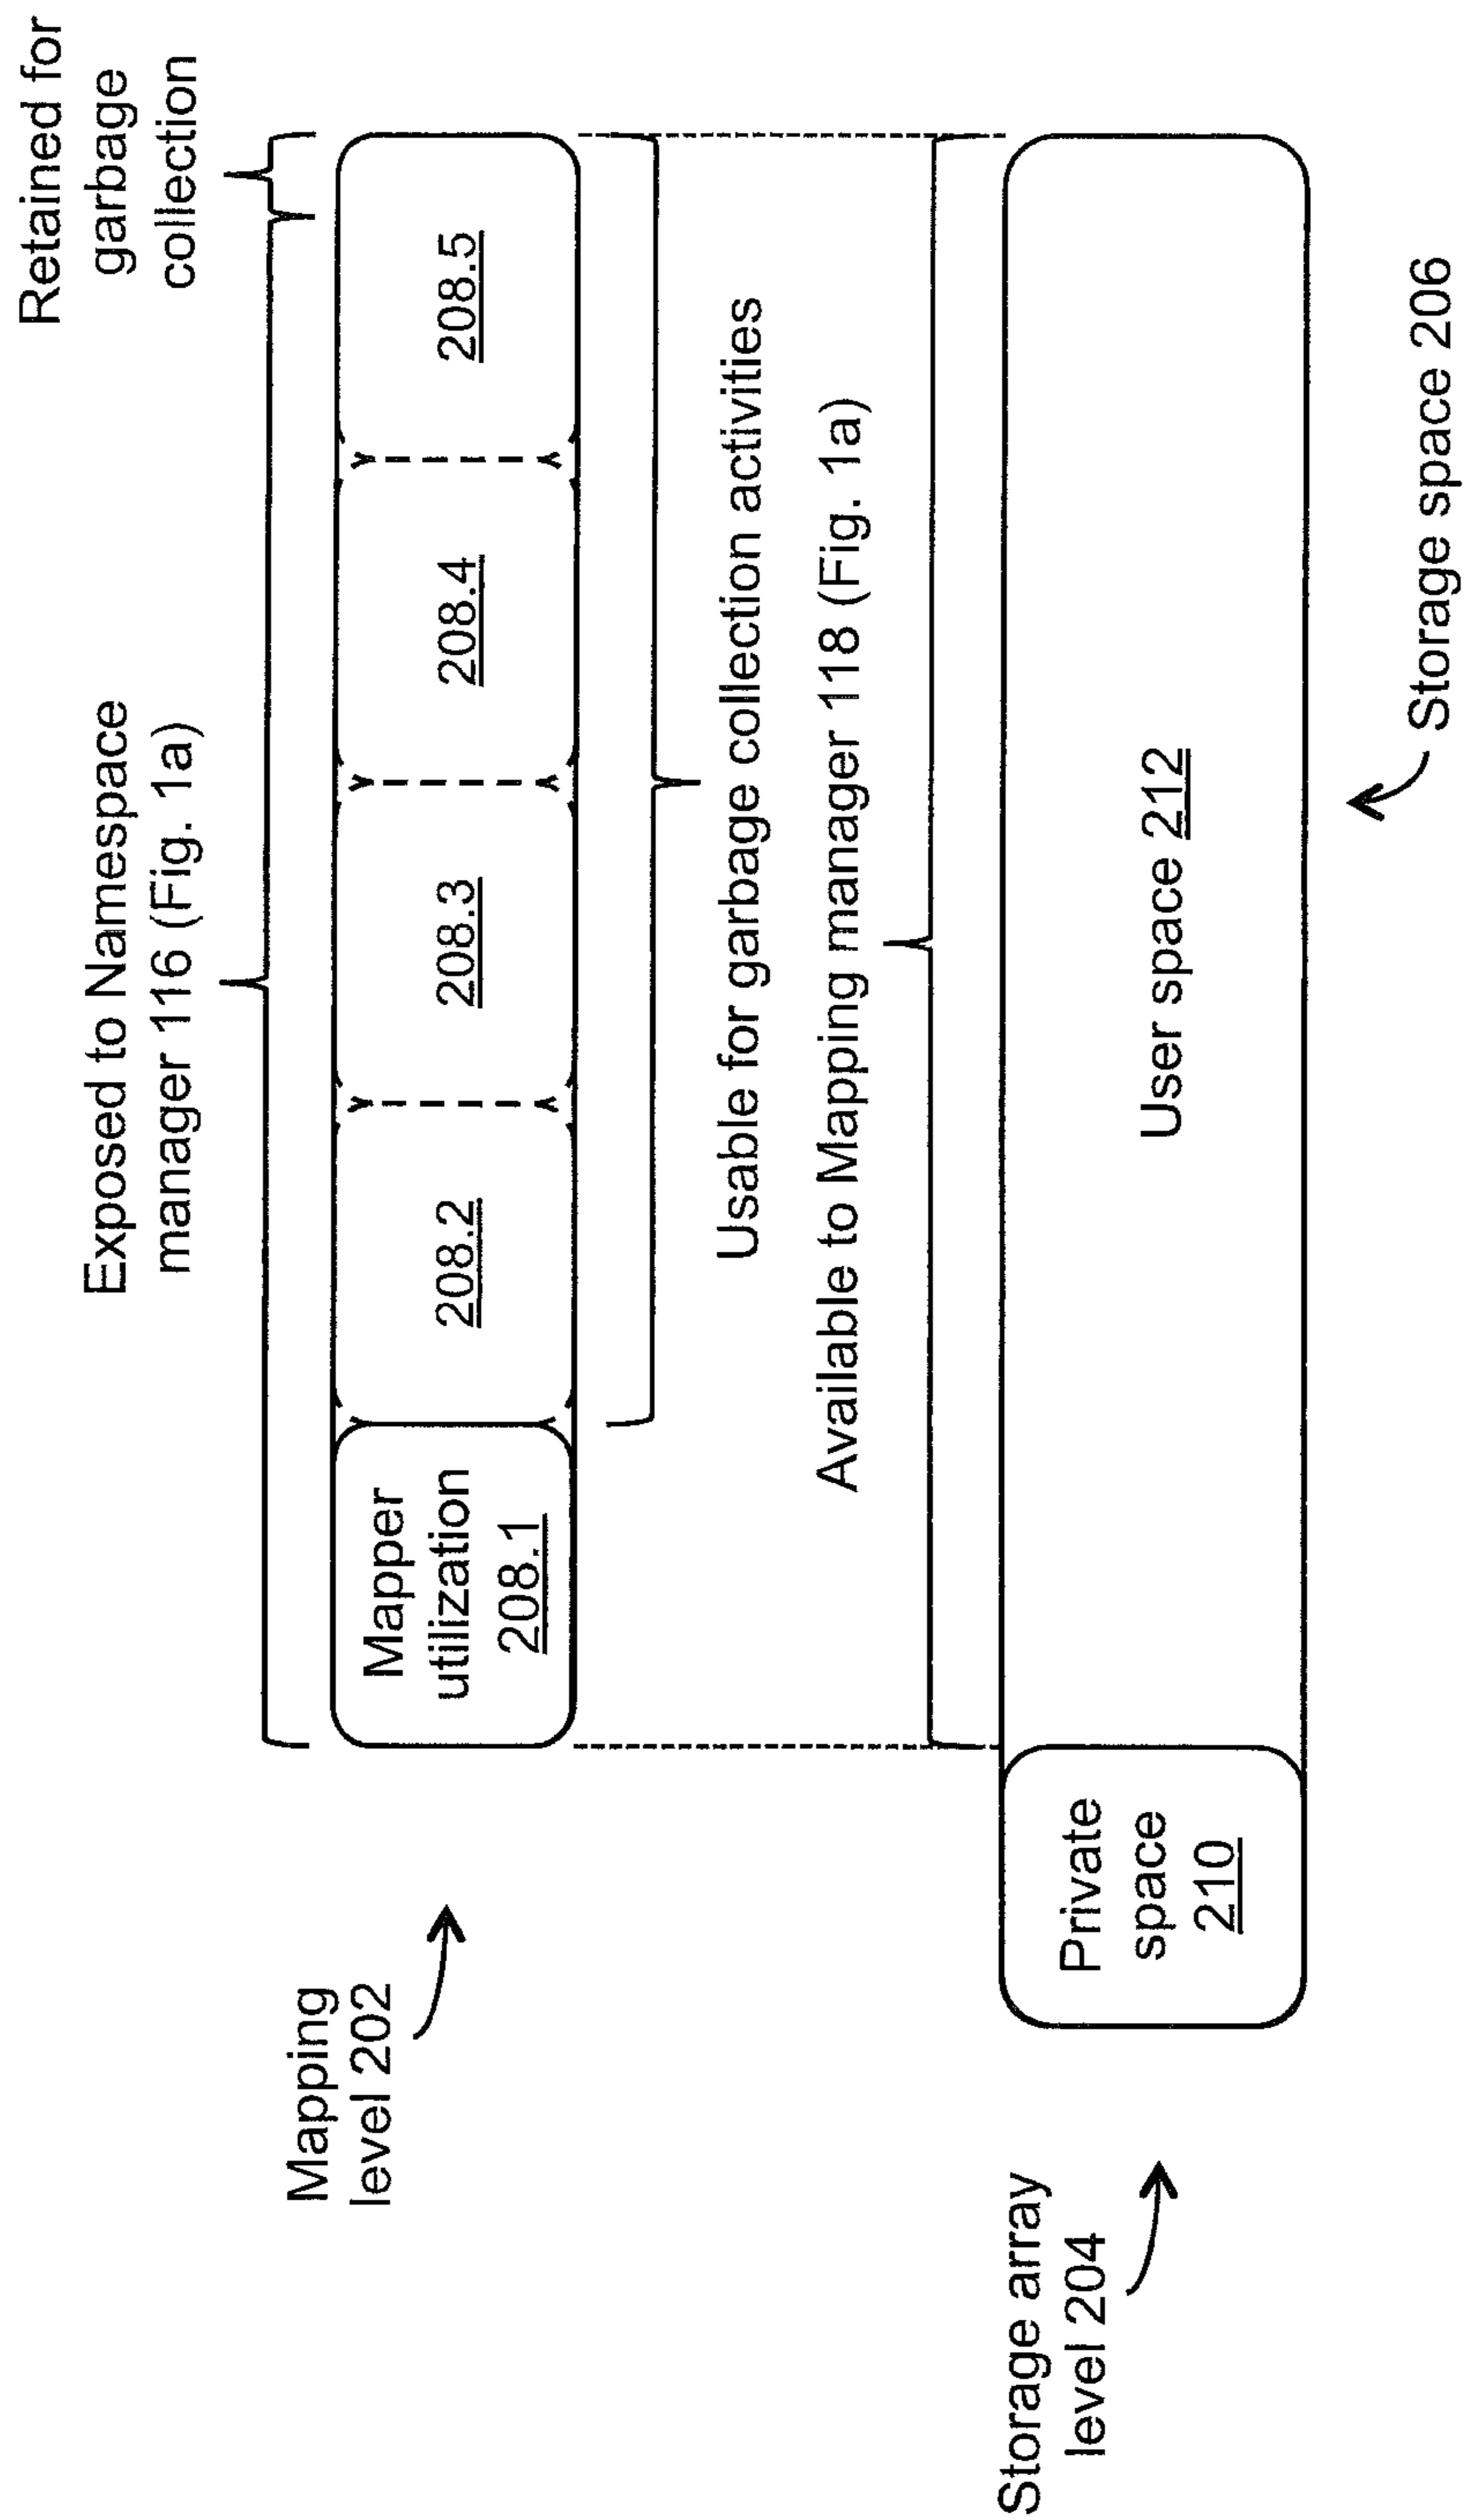 Retained for
garbage
collection
Exposed to Namespace
manager 116 (Fig. 1a)
Mapping
level 202
Mapper
utilization
208.1
208.2
208.3
208.4
208.5
Usable for garbage collection activities
Available to Mapping manager 118 (Fig. 1a)
Storage array
level 204
Private
space
210
User space 212
Storage space 206